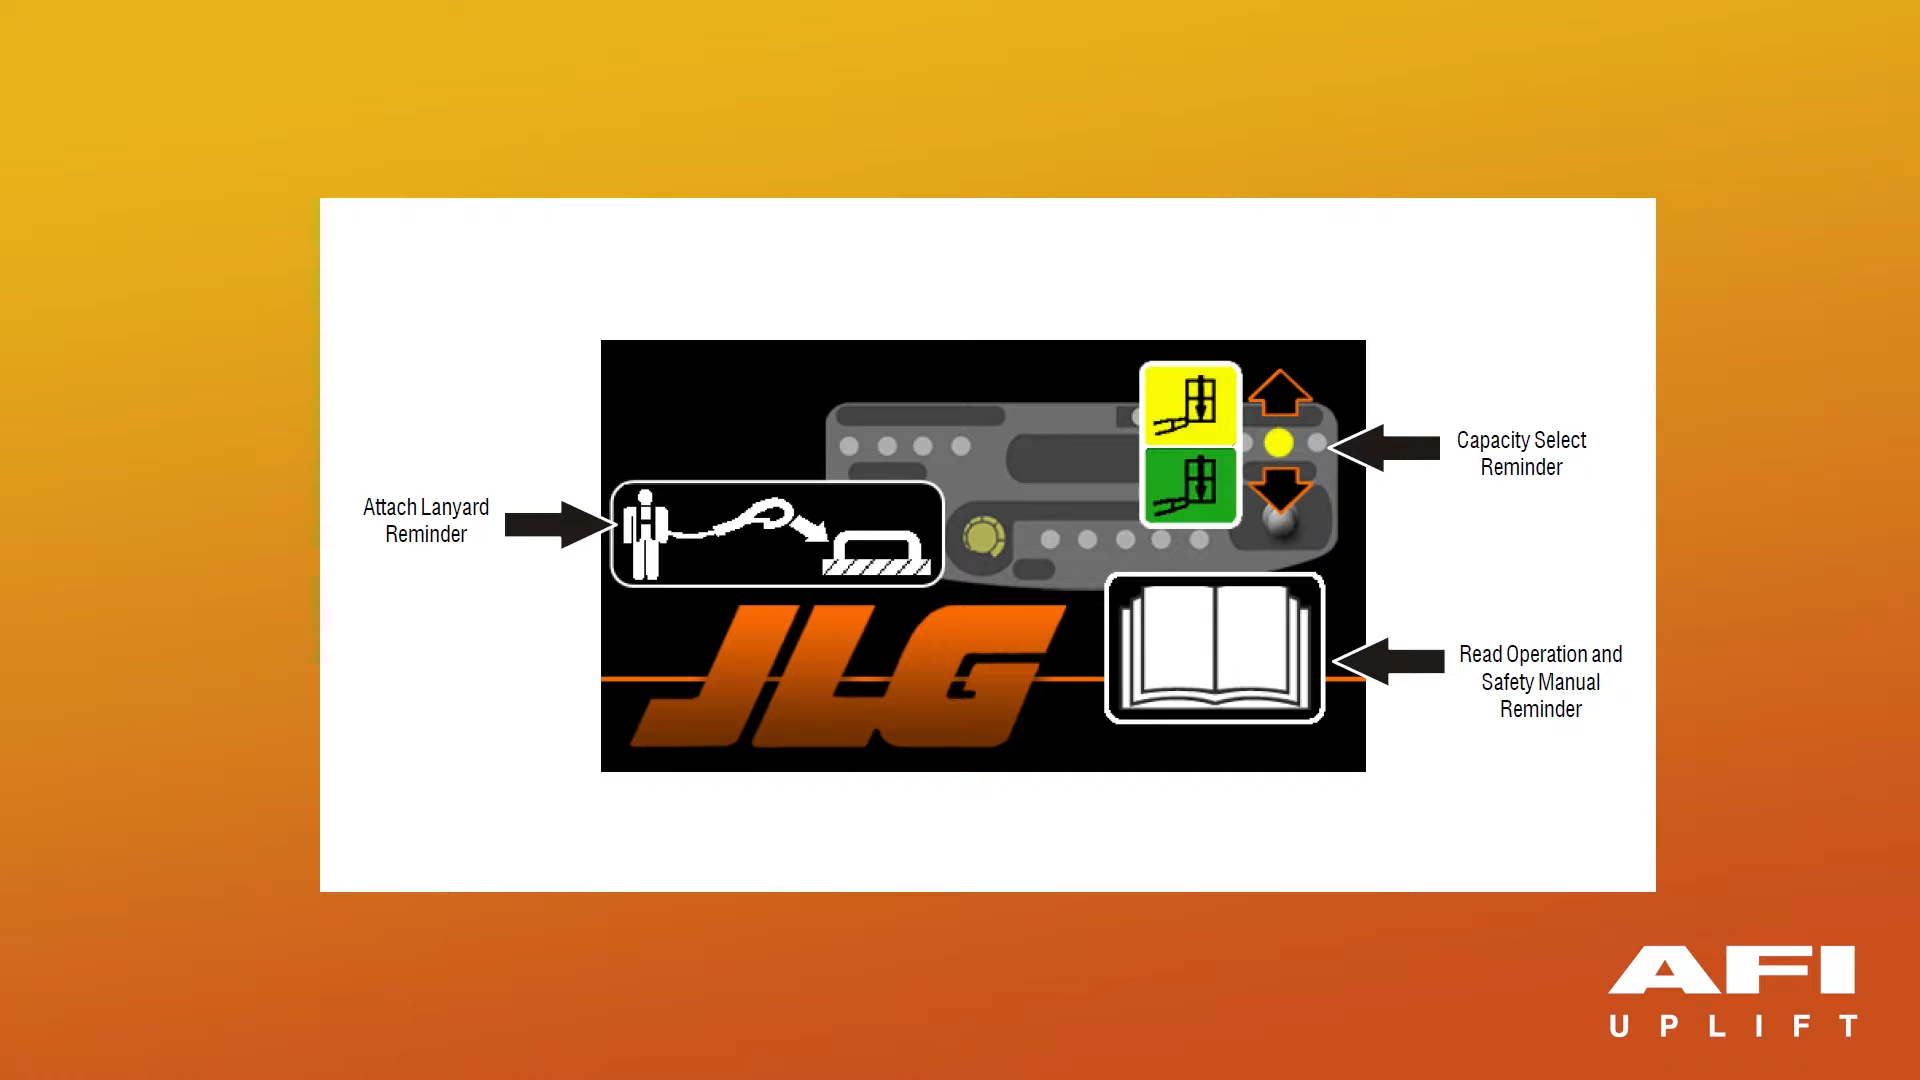 Capacity Select
Reminder
Attach Lanyard
Reminder
JLG
Read Operation and
Safety Manual
Reminder
AFI
UPLIFT